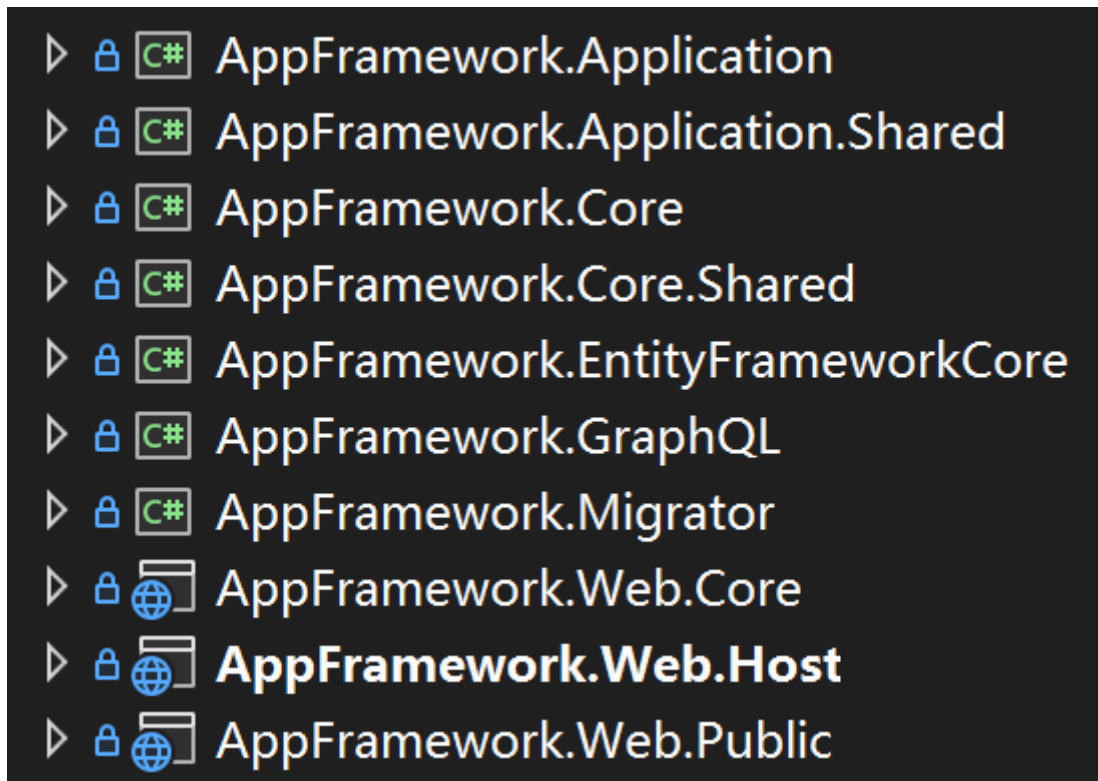 C# AppFramework.Application
C# AppFramework.Application.Shared
C# AppFramework.Core
C# AppFramework.Core.Shared
C# AppFramework.EntityFrameworkCore
C# AppFramework.GraphQL
C# AppFramework.Migrator
AppFramework.Web.Core
AppFramework.Web.Host
AppFramework.Web.Public